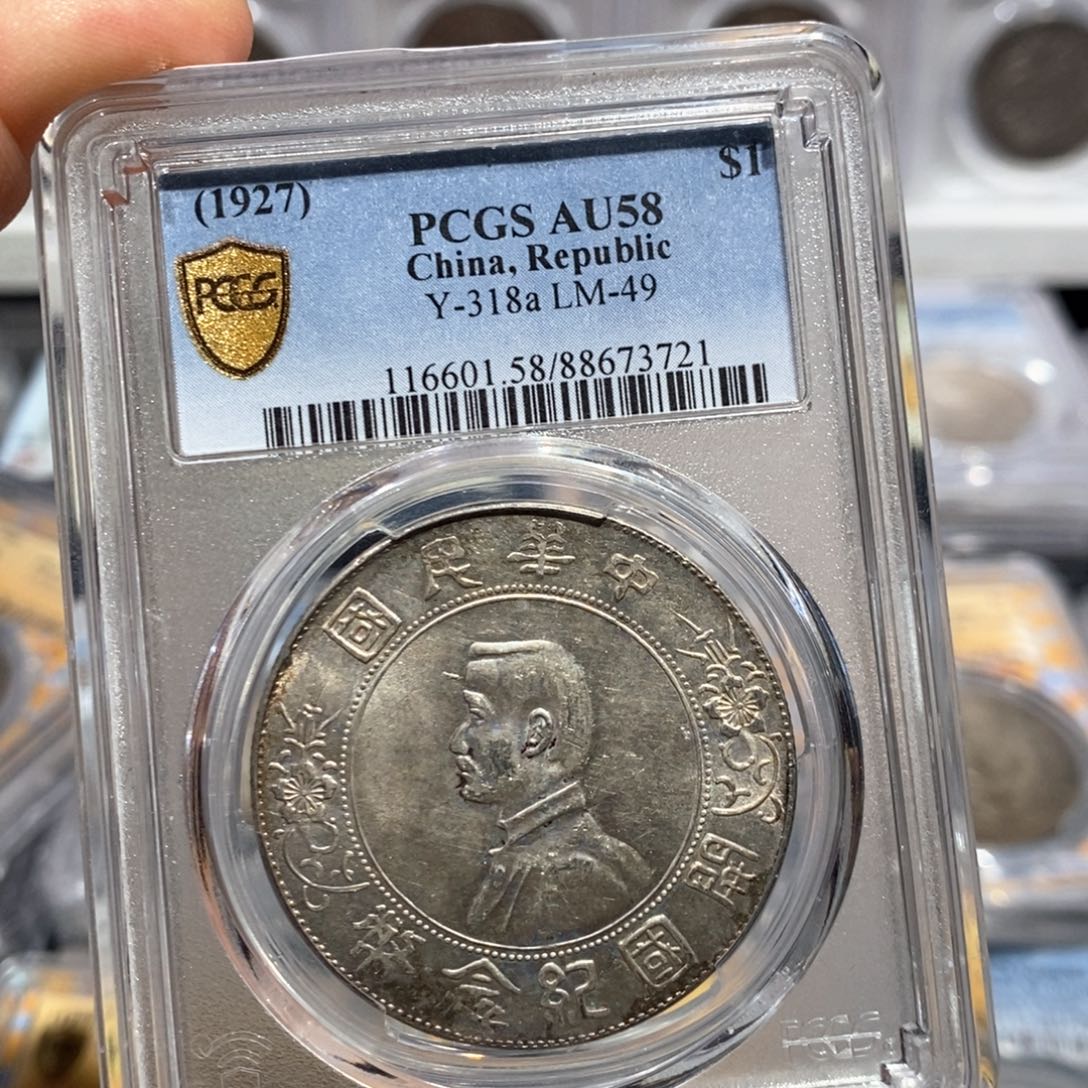 (1927)
$1
PCGS AU58
China, Republic
Y-318a LM-49
PCGS
116601.58/88673721
中華民國
開國紀念幣
PCGS